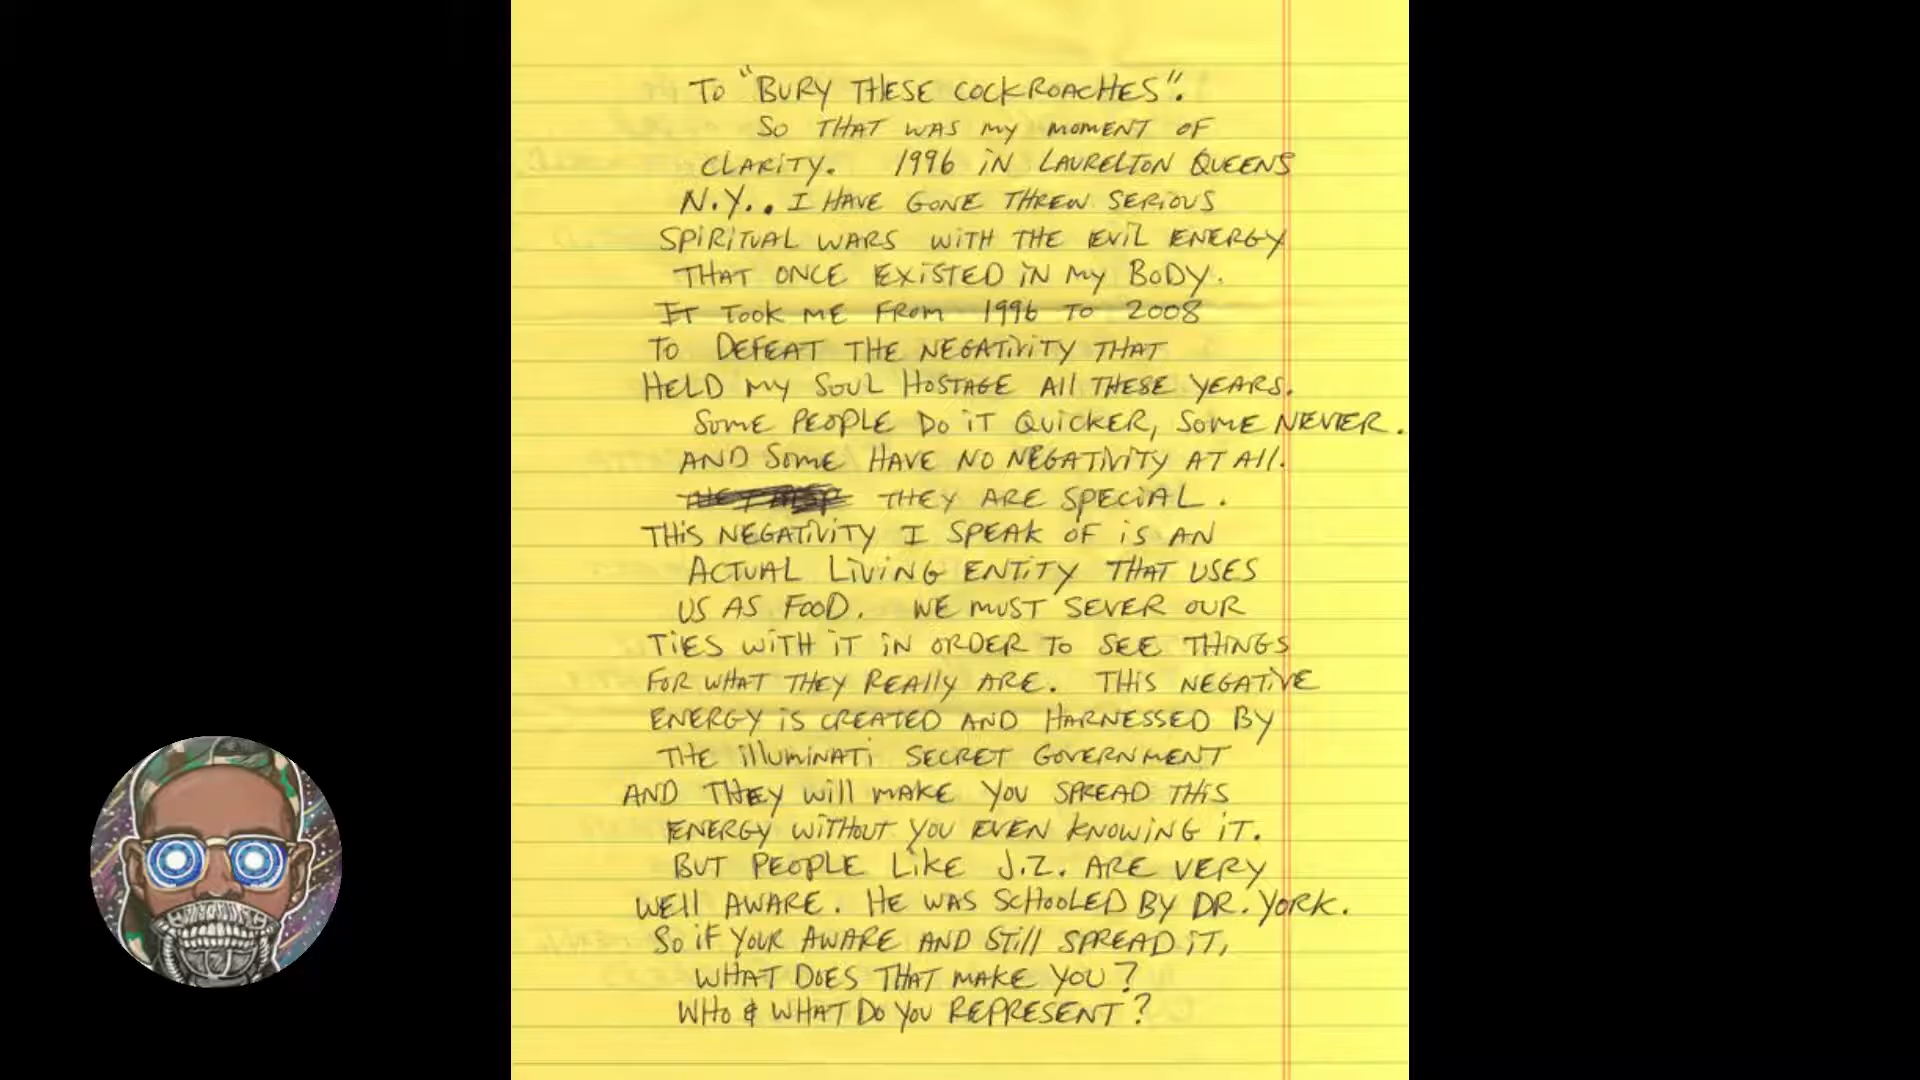 TO "BURY THESE COCKROACHES".
SO THAT WAS MY MOMENT OF
CLARITY. 1996 IN LAURELTON QUEENS
N.Y.. I HAVE GONE THREW SERIOUS
SPIRITUAL WARS WITH THE EVIL ENERGY
THAT ONCE EXISTED IN MY BODY.
IT TOOK ME FROM 1996 TO 2008
TO DEFEAT THE NEGATIVITY THAT
HELD MY SOUL HOSTAGE ALL THESE YEARS.
SOME PEOPLE DO IT QUICKER, SOME NEVER.
AND SOME HAVE NO NEGATIVITY AT ALL.
THEY ARE SPECIAL.
THIS NEGATIVITY I SPEAK OF IS AN
ACTUAL LIVING ENTITY THAT USES
US AS FOOD. WE MUST SEVER OUR
TIES WITH IT IN ORDER TO SEE THINGS
FOR WHAT THEY REALLY ARE. THIS NEGATIVE
ENERGY IS CREATED AND HARNESSED BY
THE ILLUMINATI SECRET GOVERNMENT
AND THEY WILL MAKE YOU SPREAD THIS
ENERGY WITHOUT YOU EVEN KNOWING IT.
BUT PEOPLE LIKE J.Z. ARE VERY
WELL AWARE. HE WAS SCHOOLED BY DR. YORK.
SO IF YOUR AWARE AND STILL SPREAD IT,
WHAT DOES THAT MAKE YOU?
WHO & WHAT DO YOU REPRESENT?